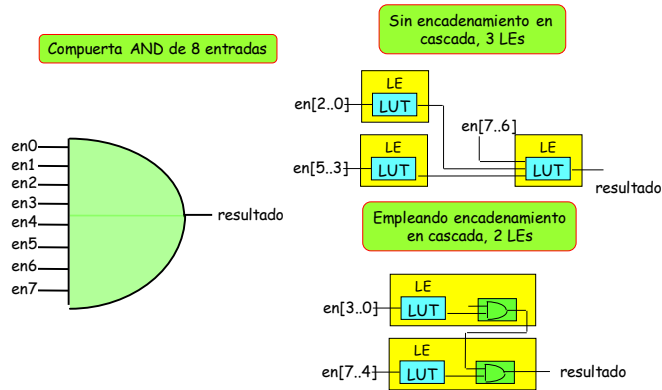 Compuerta AND de 8 entradas
en0
en1
en2
en3
en4
en5
en6
en7
resultado
Sin encadenamiento en
cascada, 3 LEs
LE
LUT
en[2..0]
en[7..6]
LE
LUT
en[5..3]
LE
LUT
resultado
Empleando encadenamiento
en cascada, 2 LEs
LE
en[3..0]
LUT
LE
en[7..4]
LUT
resultado